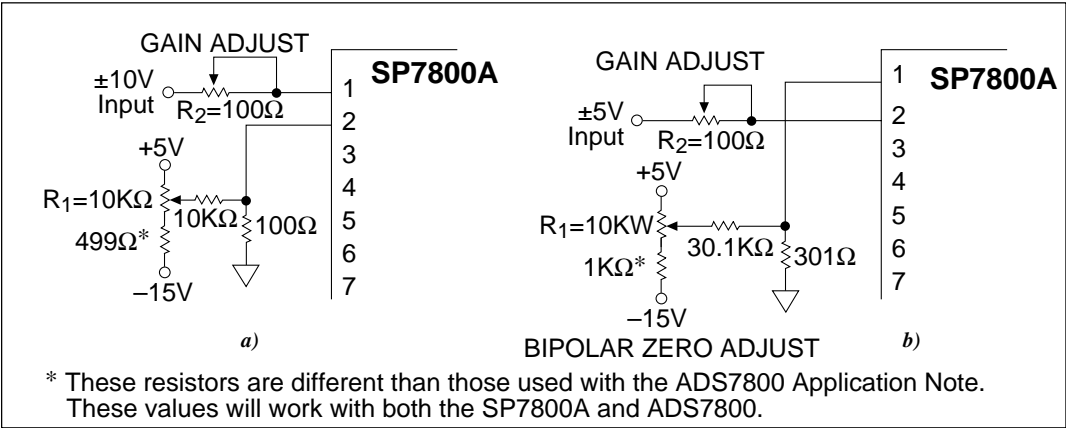 GAIN ADJUST
SP7800A
±10V
Input
R2=100Ω
1
2
3
4
5
6
7
+5V
R1=10KΩ
10KΩ
100Ω
499Ω*
–15V
a)
GAIN ADJUST
SP7800A
±5V
Input
R2=100Ω
1
2
3
4
5
6
7
+5V
R1=10KW
30.1KΩ
301Ω
1KΩ*
–15V
b)
BIPOLAR ZERO ADJUST
* These resistors are different than those used with the ADS7800 Application Note.
These values will work with both the SP7800A and ADS7800.